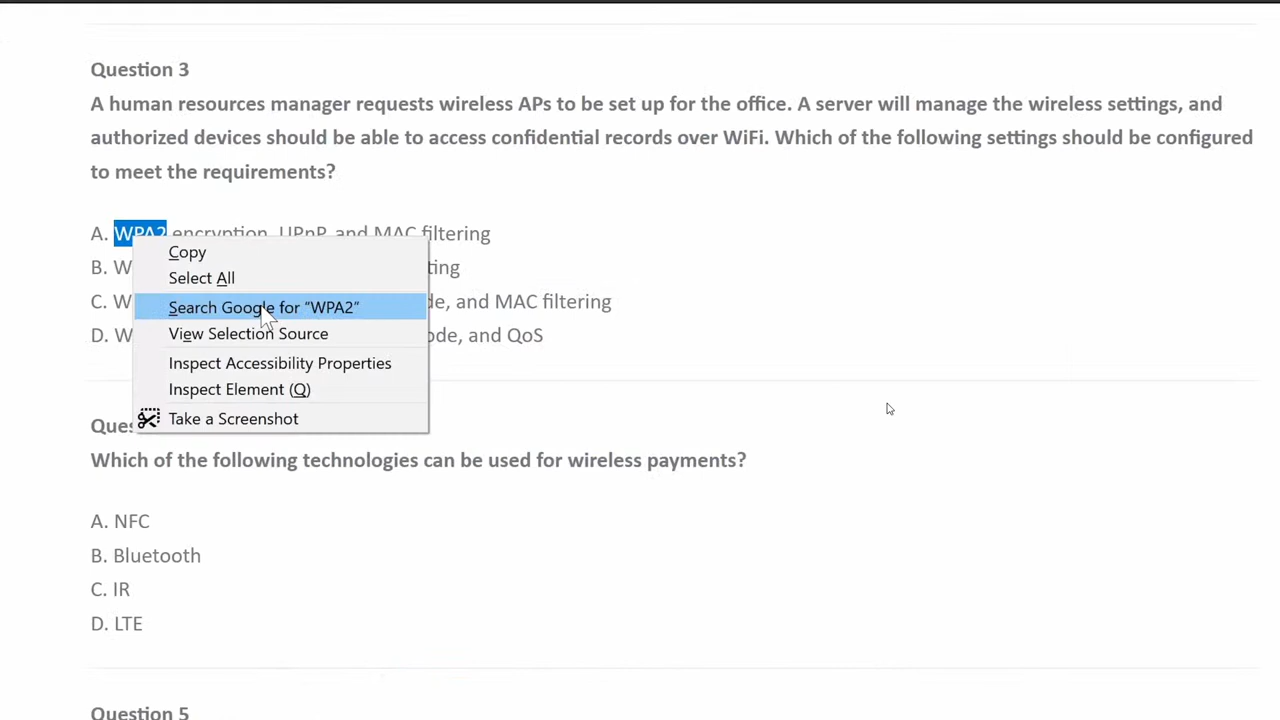 Question 3
A human resources manager requests wireless APs to be set up for the office. A server will manage the wireless settings, and
authorized devices should be able to access confidential records over WiFi. Which of the following settings should be configured
to meet the requirements?
A. WPA2 encryption, UPnP, and MAC filtering
Copy
B. W ting
Select All
C. W de, and MAC filtering
Search Google for "WPA2"
D. W ode, and QoS
View Selection Source
Inspect Accessibility Properties
Inspect Element (Q)
Take a Screenshot
Ques
Which of the following technologies can be used for wireless payments?
A. NFC
B. Bluetooth
C. IR
D. LTE
Question 5